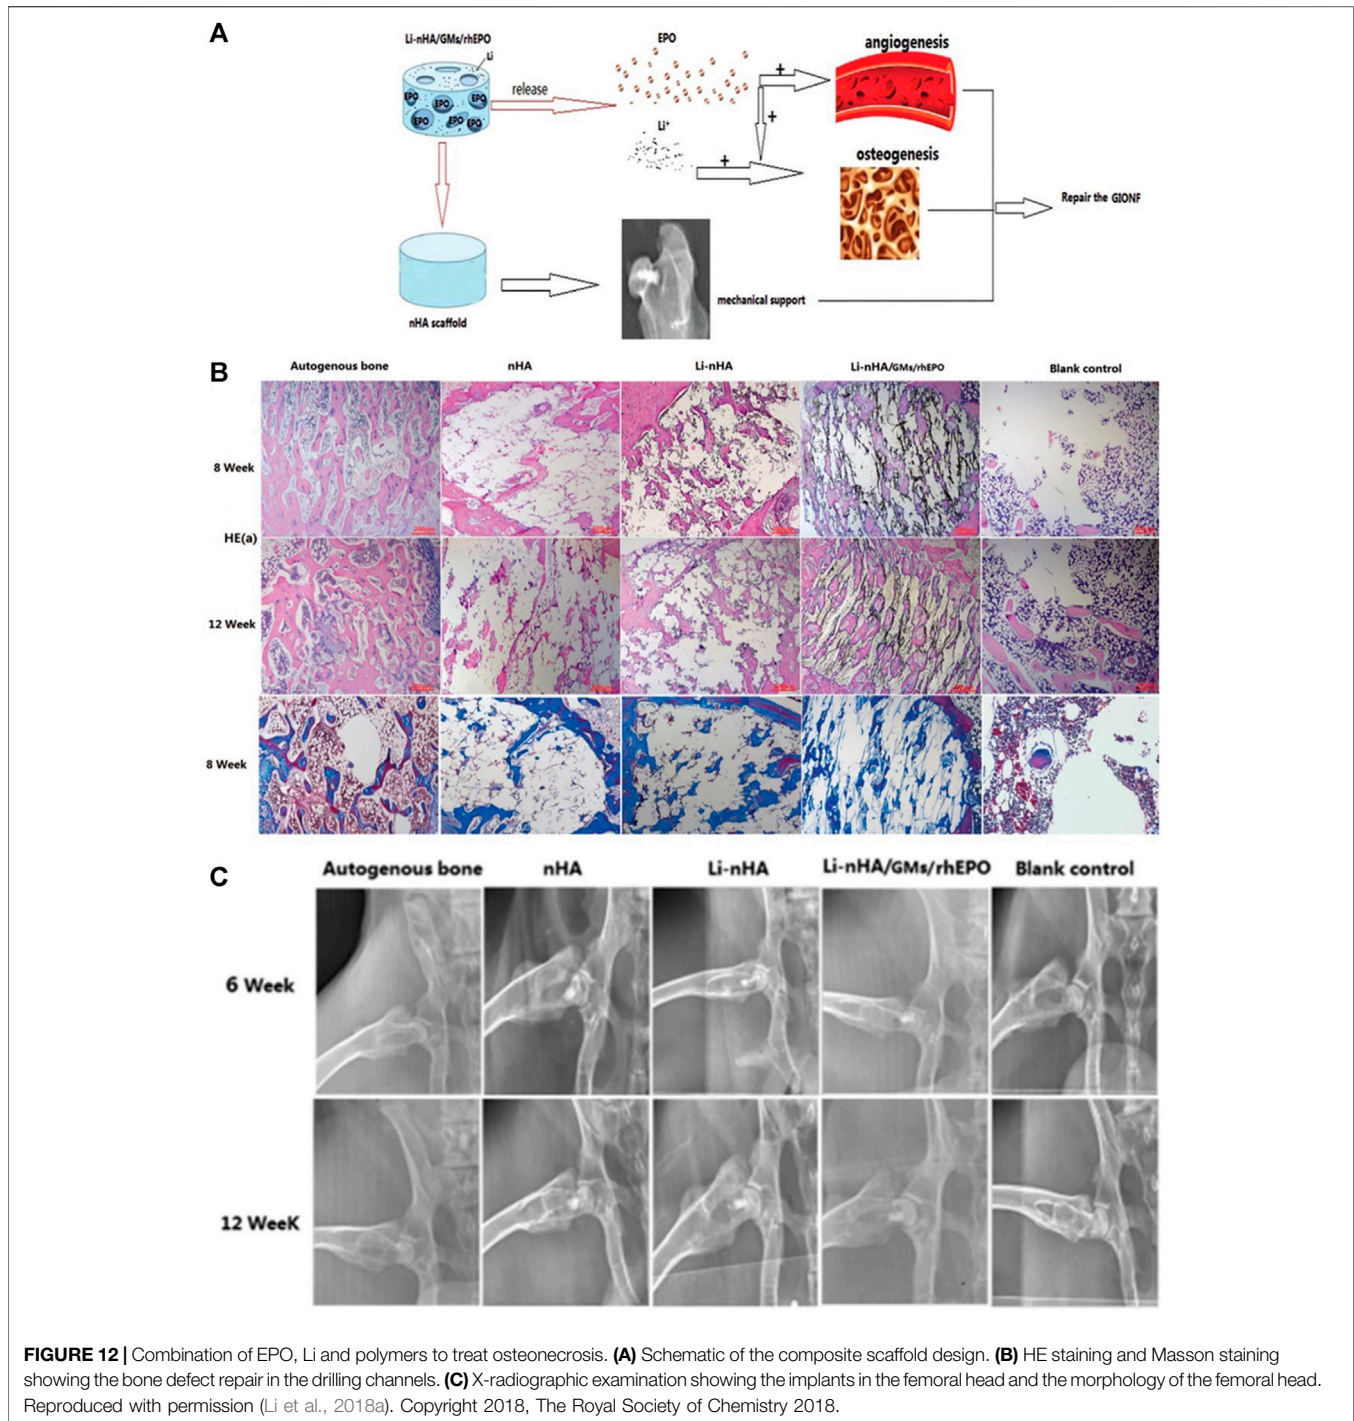 A
Li-nHA/GMs/rhEPO
Li
EPO
EPO
EPO
EPO
EPO
EPO
release
EPO
Li⁺
+
+
+
angiogenesis
osteogenesis
Repair the GIONF
nHA scaffold
mechanical support
B
Autogenous bone
nHA
Li-nHA
Li-nHA/GMs/rhEPO
Blank control
8 Week
HE(a)
12 Week
8 Week
C
Autogenous bone
nHA
Li-nHA
Li-nHA/GMs/rhEPO
Blank control
6 Week
12 WeeK
FIGURE 12 | Combination of EPO, Li and polymers to treat osteonecrosis. (A) Schematic of the composite scaffold design. (B) HE staining and Masson staining
showing the bone defect repair in the drilling channels. (C) X-radiographic examination showing the implants in the femoral head and the morphology of the femoral head.
Reproduced with permission (Li et al., 2018a). Copyright 2018, The Royal Society of Chemistry 2018.